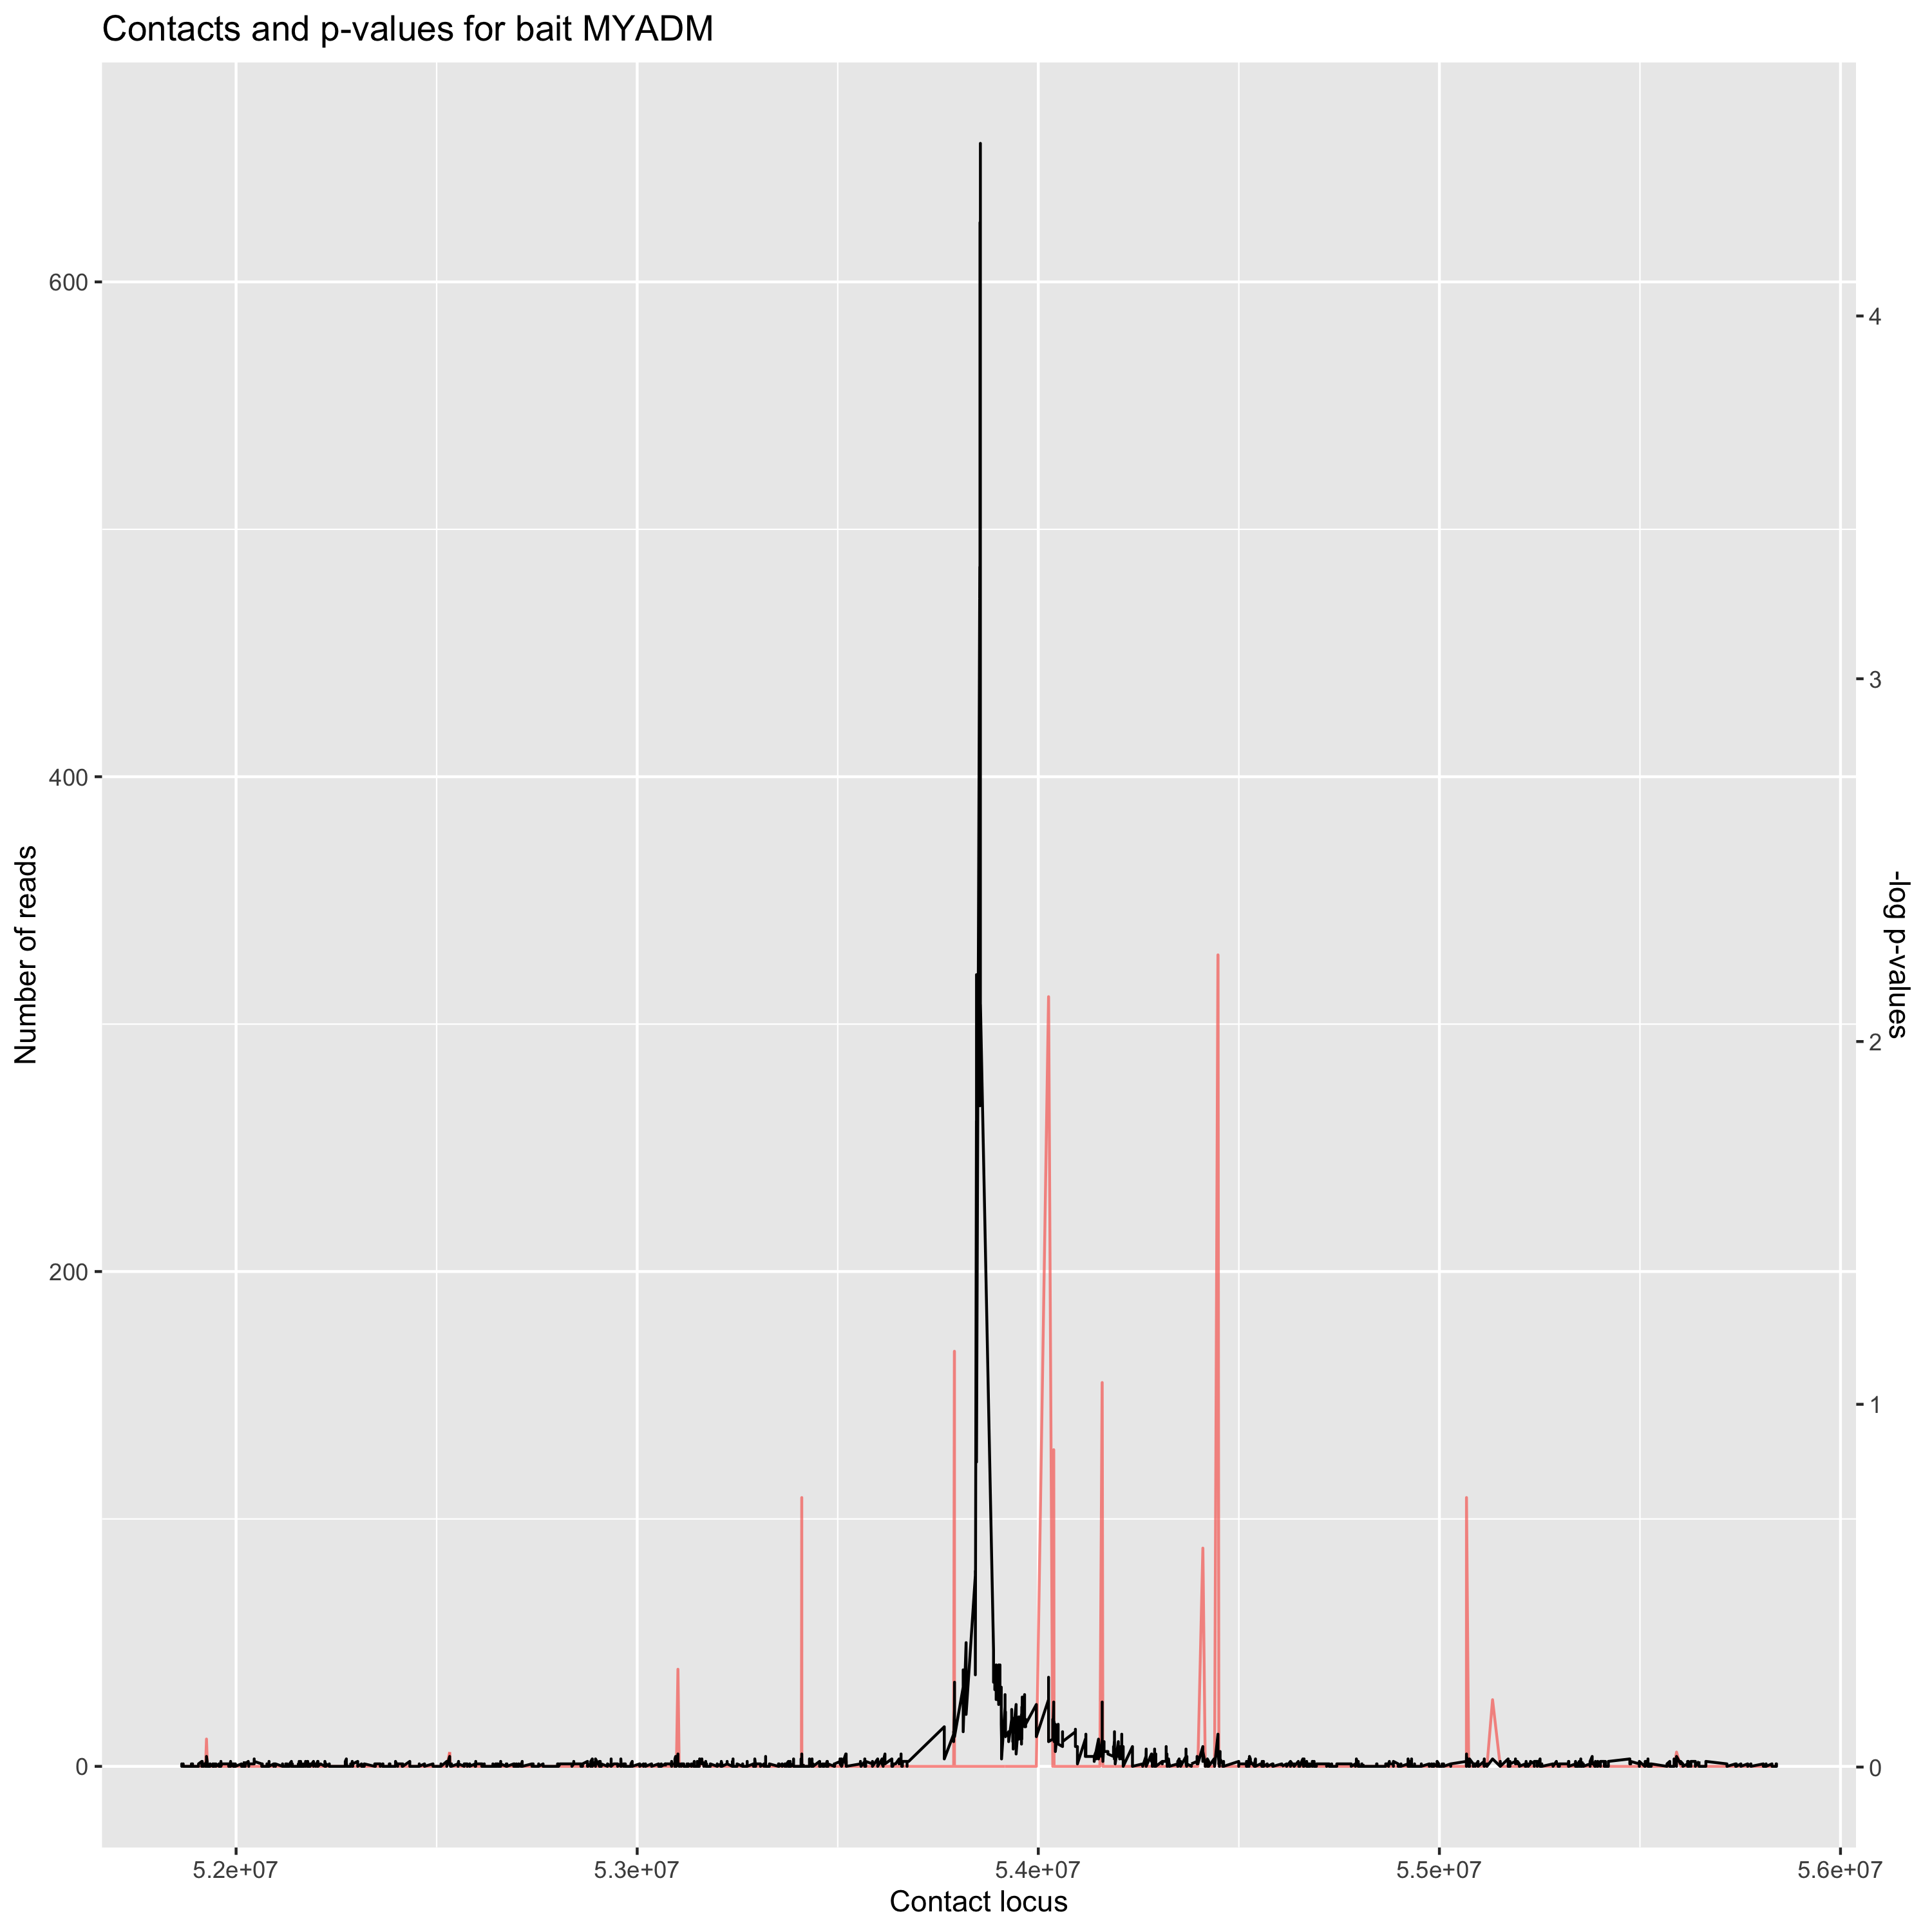 Contacts and p-values for bait MYADM
600
400
200
0
Number of reads
4
3
2
1
0
-log p-values
5.2e+07
5.3e+07
5.4e+07
5.5e+07
5.6e+07
Contact locus